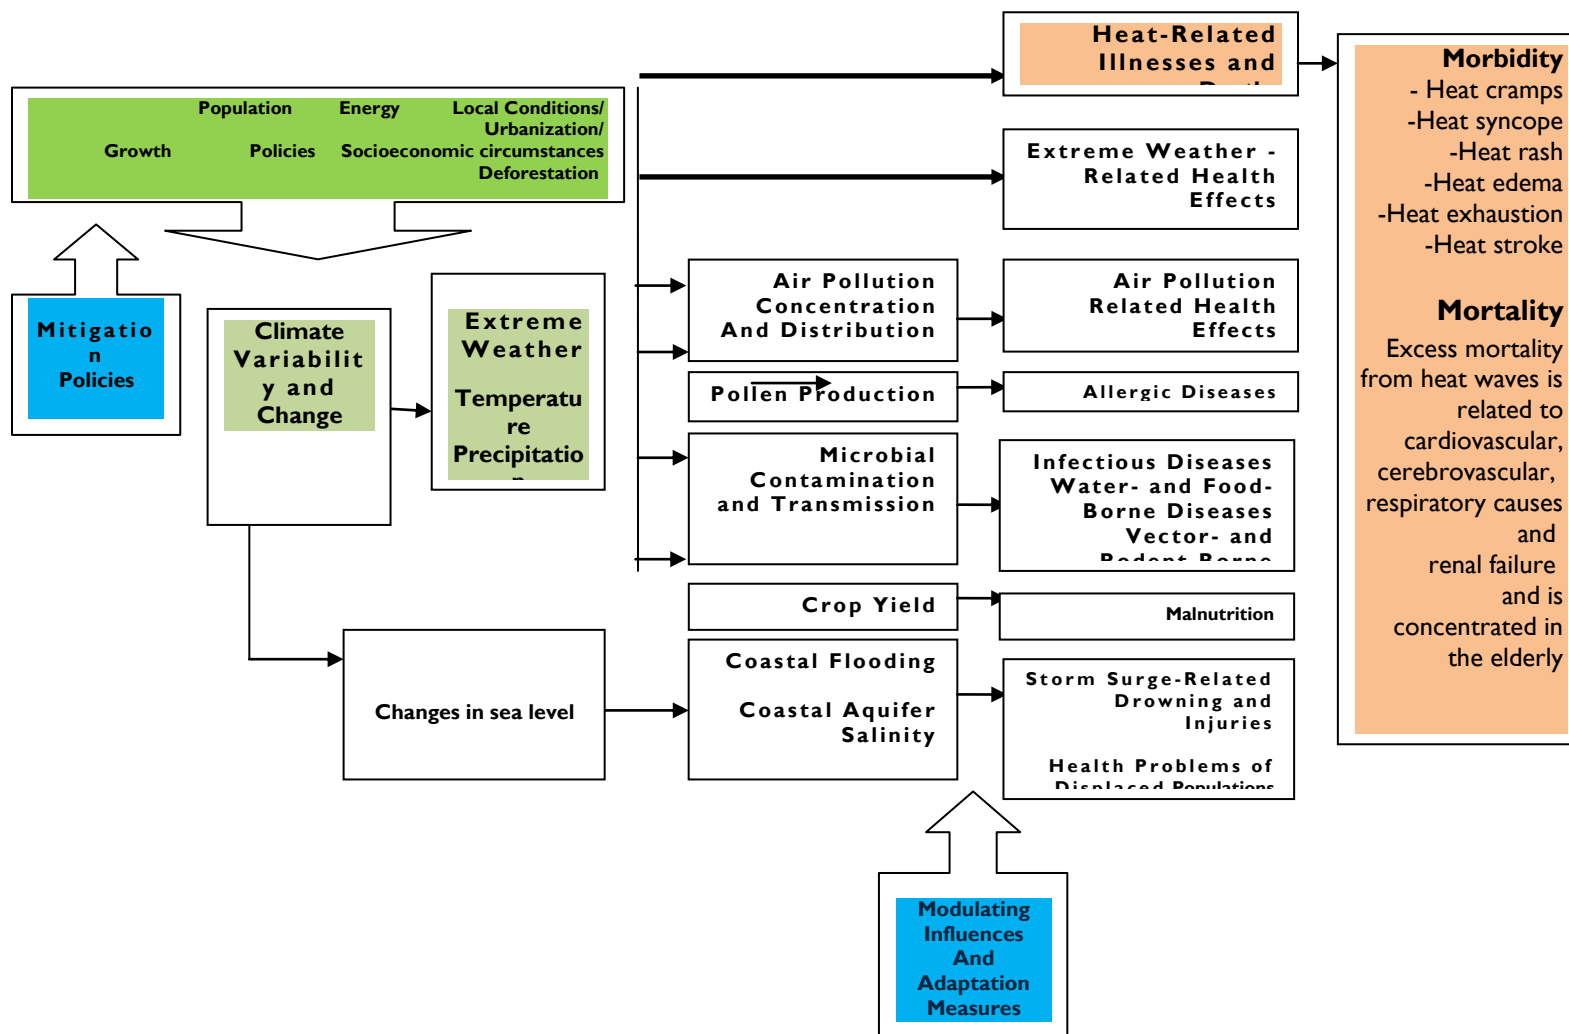 Population Energy Local Conditions/
Urbanization/
Growth Policies Socioeconomic circumstances
Deforestation
Mitigatio
n
Policies
Climate
Variabilit
y and
Change
Extreme
Weather
Temperatu
re
Precipitatio
Changes in sea level
Air Pollution
Concentration
And Distribution
Pollen Production
Microbial
Contamination
and Transmission
Crop Yield
Coastal Flooding
Coastal Aquifer
Salinity
Heat-Related
Illnesses and
Extreme Weather -
Related Health
Effects
Air Pollution
Related Health
Effects
Allergic Diseases
Infectious Diseases
Water- and Food-
Borne Diseases
Vector- and
Rodent Borne
Malnutrition
Storm Surge-Related
Drowning and
Injuries
Health Problems of
Displaced Populations
Morbidity
- Heat cramps
-Heat syncope
-Heat rash
-Heat edema
-Heat exhaustion
-Heat stroke
Mortality
Excess mortality
from heat waves is
related to
cardiovascular,
cerebrovascular,
respiratory causes
and
renal failure
and is
concentrated in
the elderly
Modulating
Influences
And
Adaptation
Measures